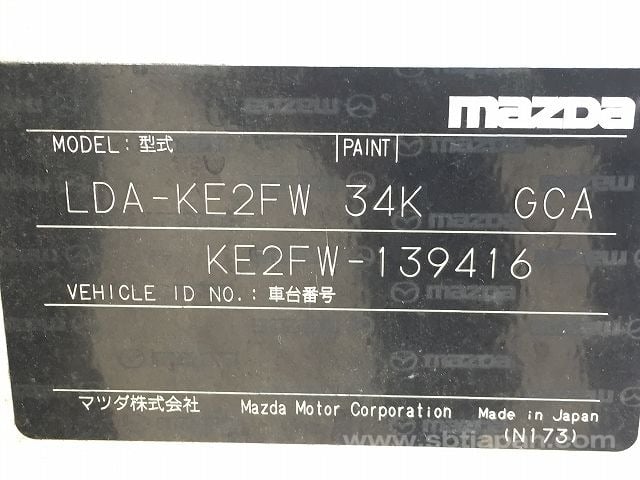 mazda
MODEL: 型式 PAINT
LDA-KE2FW 34K GCA
KE2FW-139416
VEHICLE ID NO.: 車台番号
マツダ株式会社 Mazda Motor Corporation Made in Japan
(N173)
www.sbtjapan.com